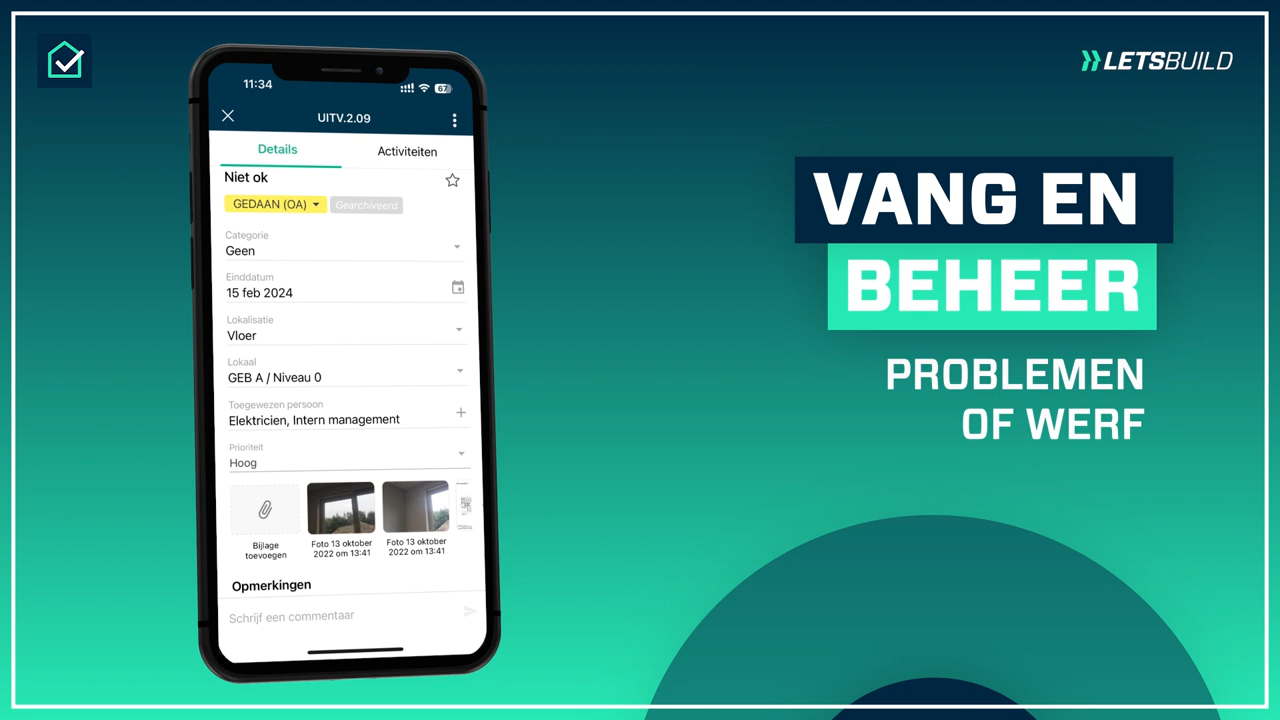 11:34
67
UITV.2.09
Details
Activiteiten
Niet ok
GEDAAN (OA)
Gearchiveerd
Categorie
Geen
Einddatum
15 feb 2024
Lokalisatie
Vloer
Lokaal
GEB A / Niveau 0
Toegewezen persoon
Elektricien, Intern management
Prioriteit
Hoog
Bijlage
toevoegen
Foto 13 oktober
2022 om 13:41
Foto 13 oktober
2022 om 13:41
Opmerkingen
Schrijf een commentaar
LETSBUILD
VANG EN
BEHEER
PROBLEMEN
OF WERF